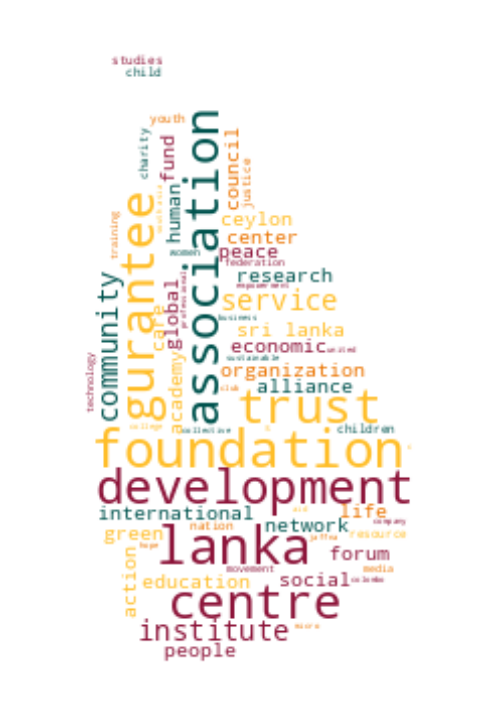 studies
child
youth
charity
fund
association
council
justice
gurantee
human
ceylon
training
center
women
peace
federation
community
global
professional
research
empowerment
care
service
business
sri lanka
economic
united
technology
academy
sustainable
organization
club
alliance
trust
college
collective
children
foundation
development
international
life
nation
network
company
green
hope
lanka
jaffna
resource
forum
movement
media
action
education
social
colombo
centre
institute
people